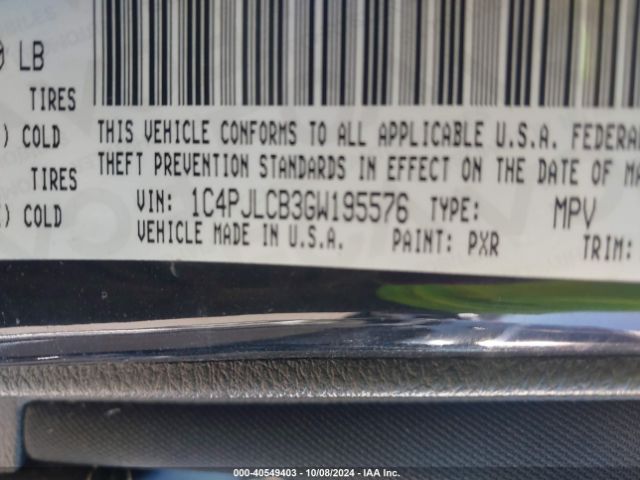 LB
TIRES
) COLD
TIRES
) COLD
THIS VEHICLE CONFORMS TO ALL APPLICABLE U.S.A. FEDERAL
THEFT PREVENTION STANDARDS IN EFFECT ON THE DATE OF MA
VIN: 1C4PJLCB3GW195576 TYPE: MPV
VEHICLE MADE IN U.S.A. PAINT: PXR TRIM:
000-40549403 - 10/08/2024 - IAA Inc.